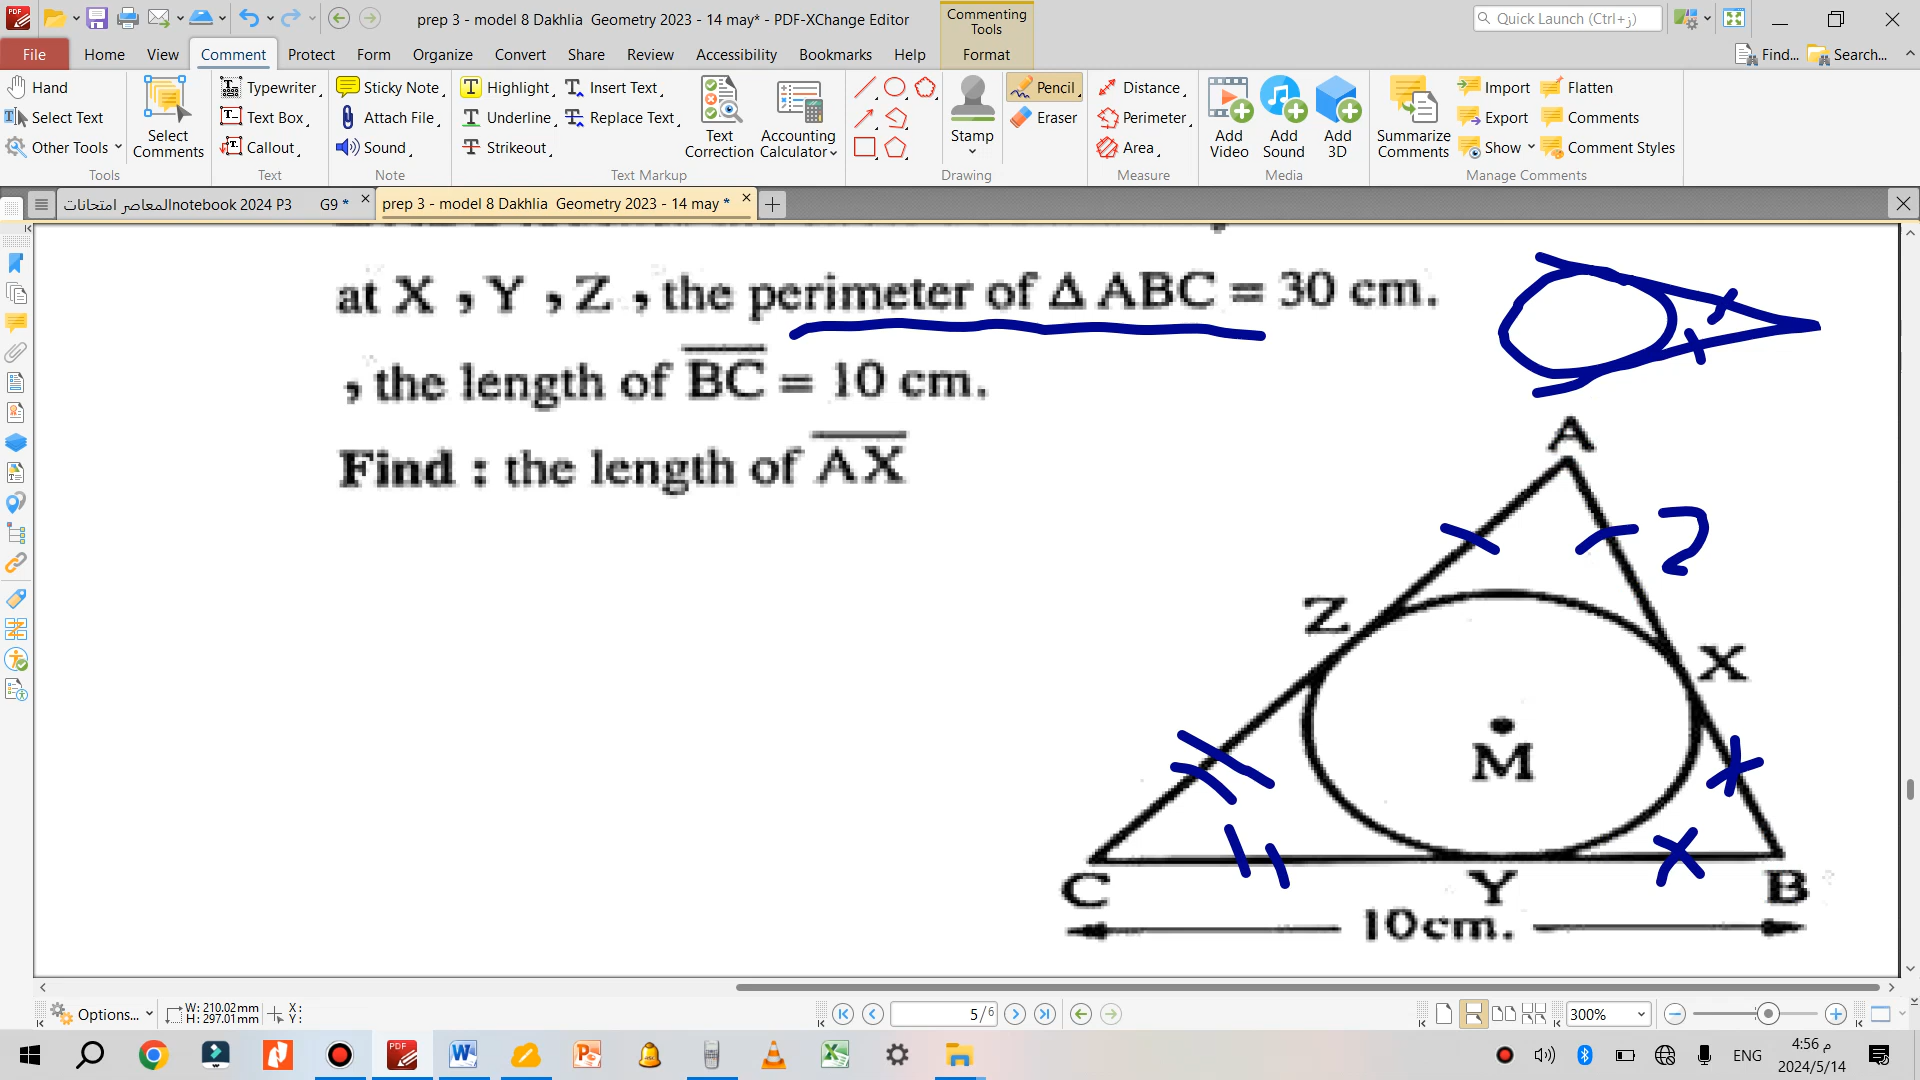 prep 3 - model 8 Dakhlia Geometry 2023 - 14 may* - PDF-XChange Editor
Commenting Tools
Quick Launch (Ctrl+ز)
File Home View Comment Protect Form Organize Convert Share Review Accessibility Bookmarks Help Format Find... Search...
Hand
Select Text
Other Tools
Select Comments
Tools
Typewriter
Text Box
Callout
Text
Sticky Note
Attach File
Sound
Note
Highlight
Underline
Strikeout
Insert Text
Replace Text
Text Correction
Accounting Calculator
Text Markup
Drawing
Stamp
Pencil
Eraser
Distance
Perimeter
Area
Measure
Add Video
Add Sound
Add 3D
Media
Summarize Comments
Import
Export
Show
Flatten
Comments
Comment Styles
Manage Comments
المعاصر امتحانات notebook 2024 P3 G9 *
prep 3 - model 8 Dakhlia Geometry 2023 - 14 may *
at X , Y , Z , the perimeter of Δ ABC = 30 cm.
, the length of BC = 10 cm.
Find : the length of AX
A
?
Z
X
M
C
Y
B
10cm.
Options...
W: 210.02mm
H: 297.01mm
X:
Y:
5/6
300%
ENG
4:56 م
2024/5/14